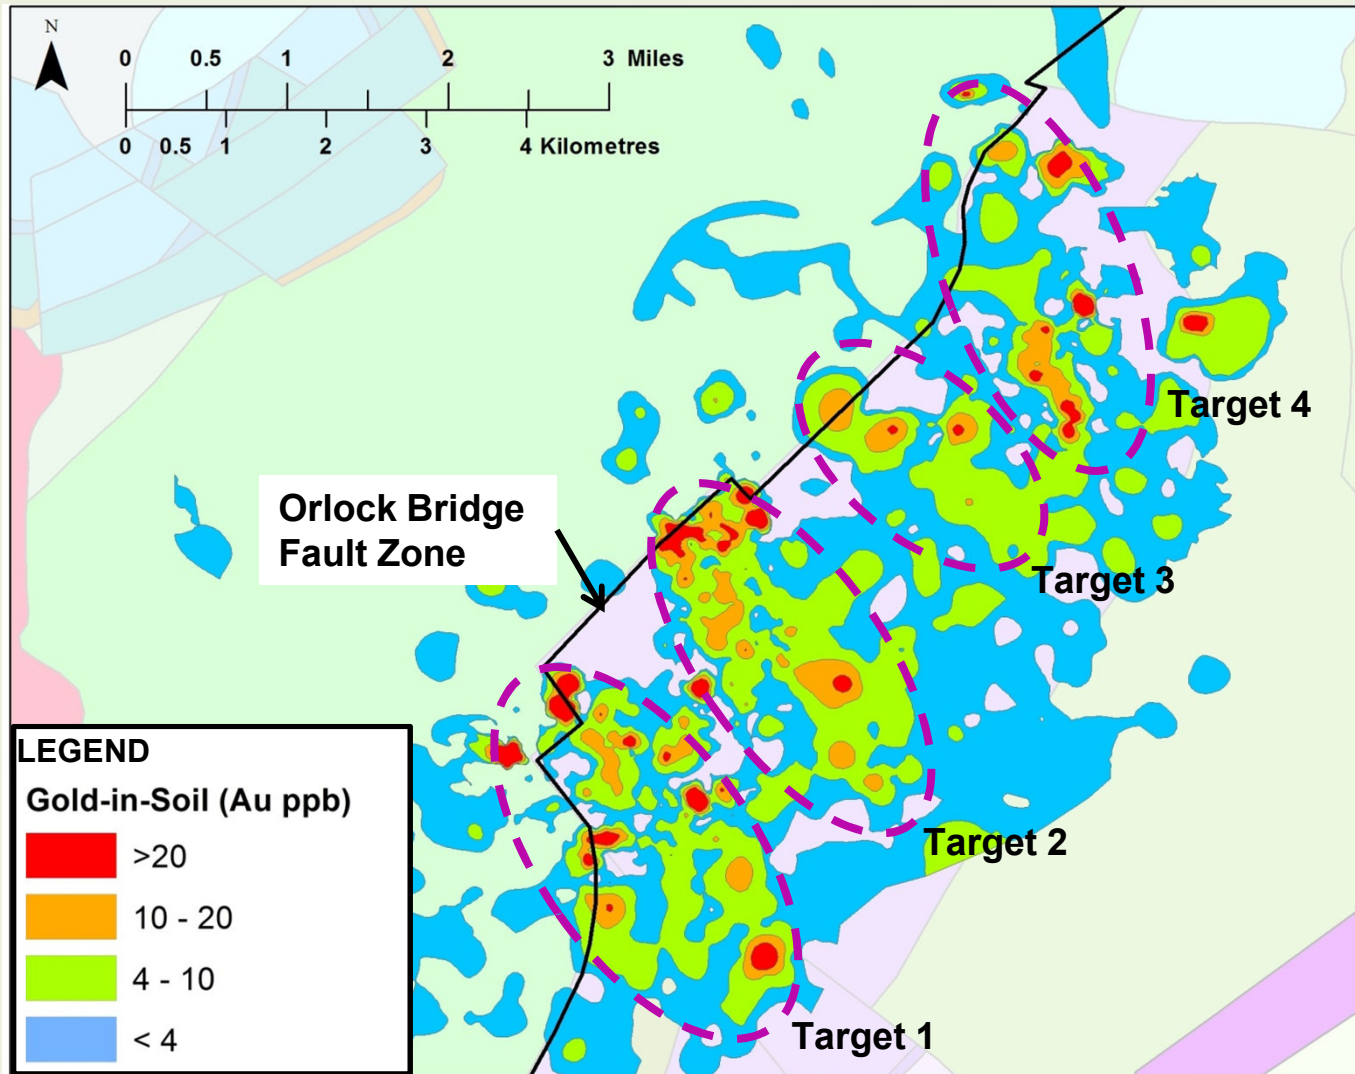 N
0 0.5 1 2 3 Miles
0 0.5 1 2 3 4 Kilometres
Target 4
Orlock Bridge
Fault Zone
Target 3
Target 2
Target 1
LEGEND
Gold-in-Soil (Au ppb)
>20
10 - 20
4 - 10
< 4